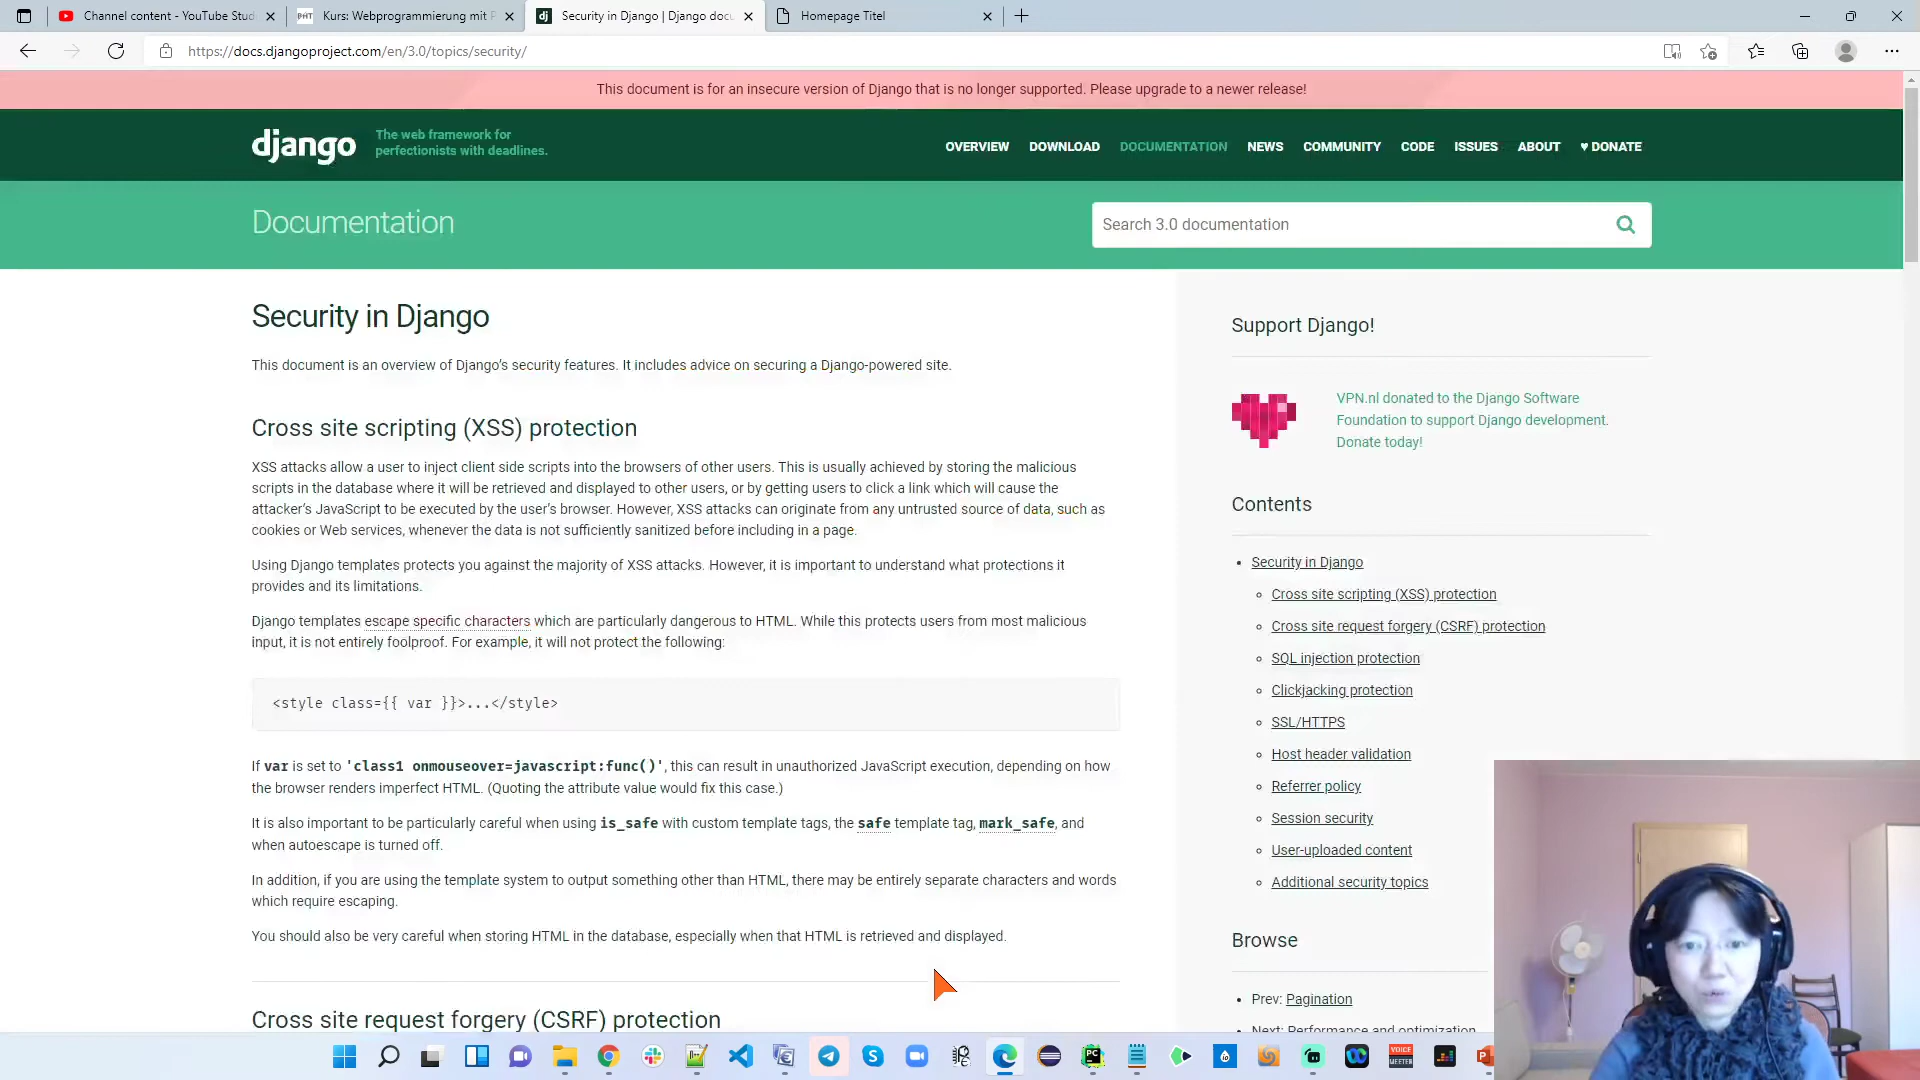 Channel content - YouTube Stud
Kurs: Webprogrammierung mit P
Security in Django | Django docu
Homepage Titel
https://docs.djangoproject.com/en/3.0/topics/security/
This document is for an insecure version of Django that is no longer supported. Please upgrade to a newer release!
django
The web framework for
perfectionists with deadlines.
OVERVIEW DOWNLOAD DOCUMENTATION NEWS COMMUNITY CODE ISSUES ABOUT ♥ DONATE
Documentation
Search 3.0 documentation
Security in Django
This document is an overview of Django's security features. It includes advice on securing a Django-powered site.
Cross site scripting (XSS) protection
XSS attacks allow a user to inject client side scripts into the browsers of other users. This is usually achieved by storing the malicious
scripts in the database where it will be retrieved and displayed to other users, or by getting users to click a link which will cause the
attacker's JavaScript to be executed by the user's browser. However, XSS attacks can originate from any untrusted source of data, such as
cookies or Web services, whenever the data is not sufficiently sanitized before including in a page.
Using Django templates protects you against the majority of XSS attacks. However, it is important to understand what protections it
provides and its limitations.
Django templates escape specific characters which are particularly dangerous to HTML. While this protects users from most malicious
input, it is not entirely foolproof. For example, it will not protect the following:
<style class={{ var }}>...</style>
If var is set to 'class1 onmouseover=javascript:func()', this can result in unauthorized JavaScript execution, depending on how
the browser renders imperfect HTML. (Quoting the attribute value would fix this case.)
It is also important to be particularly careful when using is_safe with custom template tags, the safe template tag, mark_safe, and
when autoescape is turned off.
In addition, if you are using the template system to output something other than HTML, there may be entirely separate characters and words
which require escaping.
You should also be very careful when storing HTML in the database, especially when that HTML is retrieved and displayed.
Cross site request forgery (CSRF) protection
Support Django!
VPN.nl donated to the Django Software
Foundation to support Django development.
Donate today!
Contents
Security in Django
Cross site scripting (XSS) protection
Cross site request forgery (CSRF) protection
SQL injection protection
Clickjacking protection
SSL/HTTPS
Host header validation
Referrer policy
Session security
User-uploaded content
Additional security topics
Browse
Prev: Pagination
Next: Performance and optimization